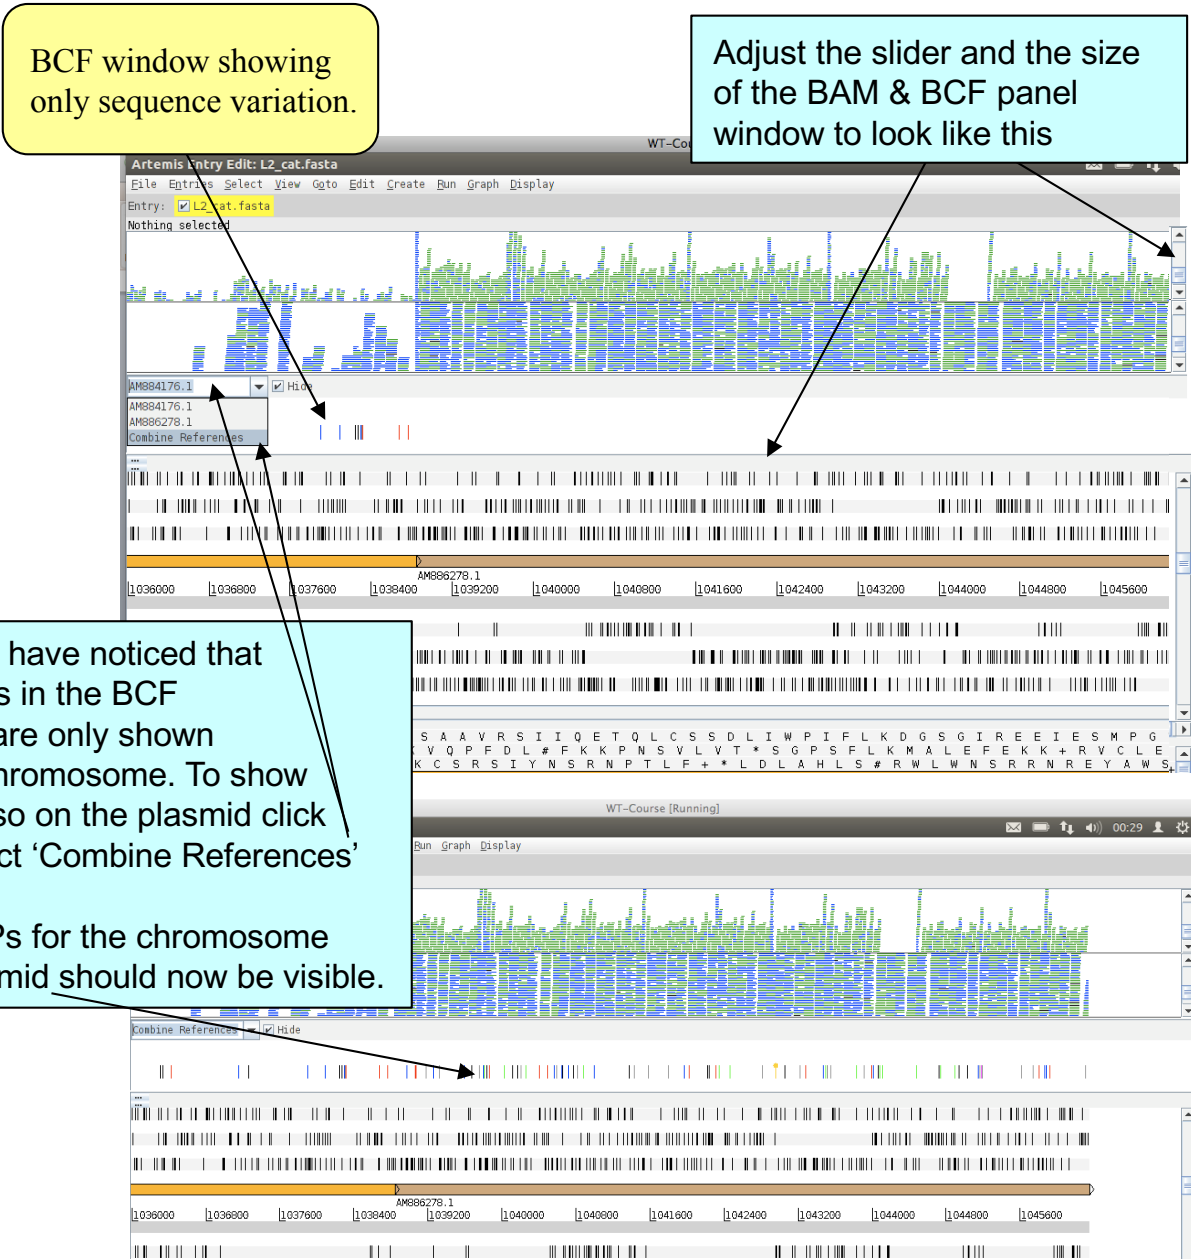 BCF window showing
only sequence variation.
Adjust the slider and the size
of the BAM & BCF panel
window to look like this
Artemis Entry Edit: L2_cat.fasta
File Entries Select View Goto Edit Create Run Graph Display
Entry: L2_cat.fasta
Nothing selected
AM884176.1
Hide
AM884176.1
AM886278.1
Combine References
AM886278.1
1036000 1036800 1037600 1038400 1039200 1040000 1040800 1041600 1042400 1043200 1044000 1044800 1045600
have noticed that
s in the BCF
are only shown
hromosome. To show
so on the plasmid click
ct ‘Combine References’
Ps for the chromosome
mid should now be visible.
S A A V R S I I Q E T Q L C S S D L I W P I F L K D G S G I R E E I E S M P G
V Q P F D L # F K K P N S V L V T * S G P S F L K M A L E F E K K + R V C L E
K C S R S I Y N S R N P T L F + * L D L A H L S # R W L W N S R R N R E Y A W S
WT-Course [Running]
00:29
Run Graph Display
Combine References
Hide
AM886278.1
1036000 1036800 1037600 1038400 1039200 1040000 1040800 1041600 1042400 1043200 1044000 1044800 1045600